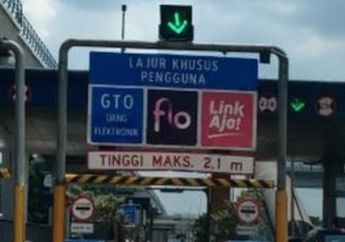 LAJUR KHUSUS
PENGGUNA
GTO
UANG
ELEKTRONIK
flo
Link
Aja!
TINGGI MAKS. 2,1 m